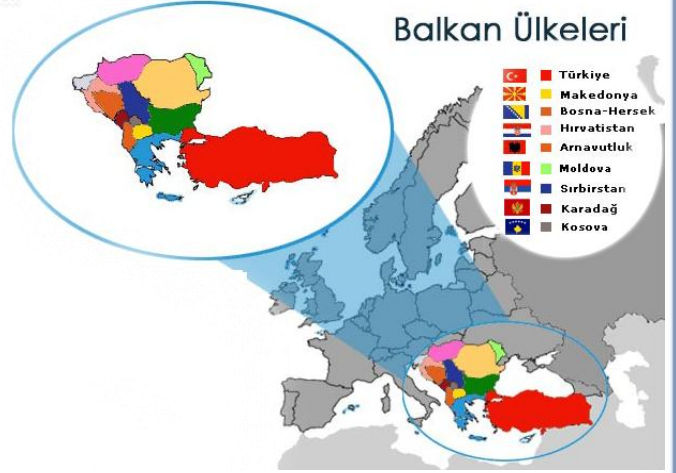 Balkan Ülkeleri
Türkiye
Makedonya
Bosna-Hersek
Hırvatistan
Arnavutluk
Moldova
Sırbirstan
Karadağ
Kosova